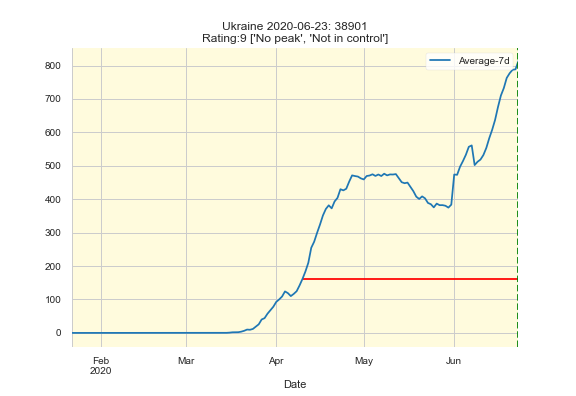 Ukraine 2020-06-23: 38901
Rating:9 ['No peak', 'Not in control']
Average-7d
800
700
600
500
400
300
200
100
0
Feb Mar Apr May Jun
2020
Date